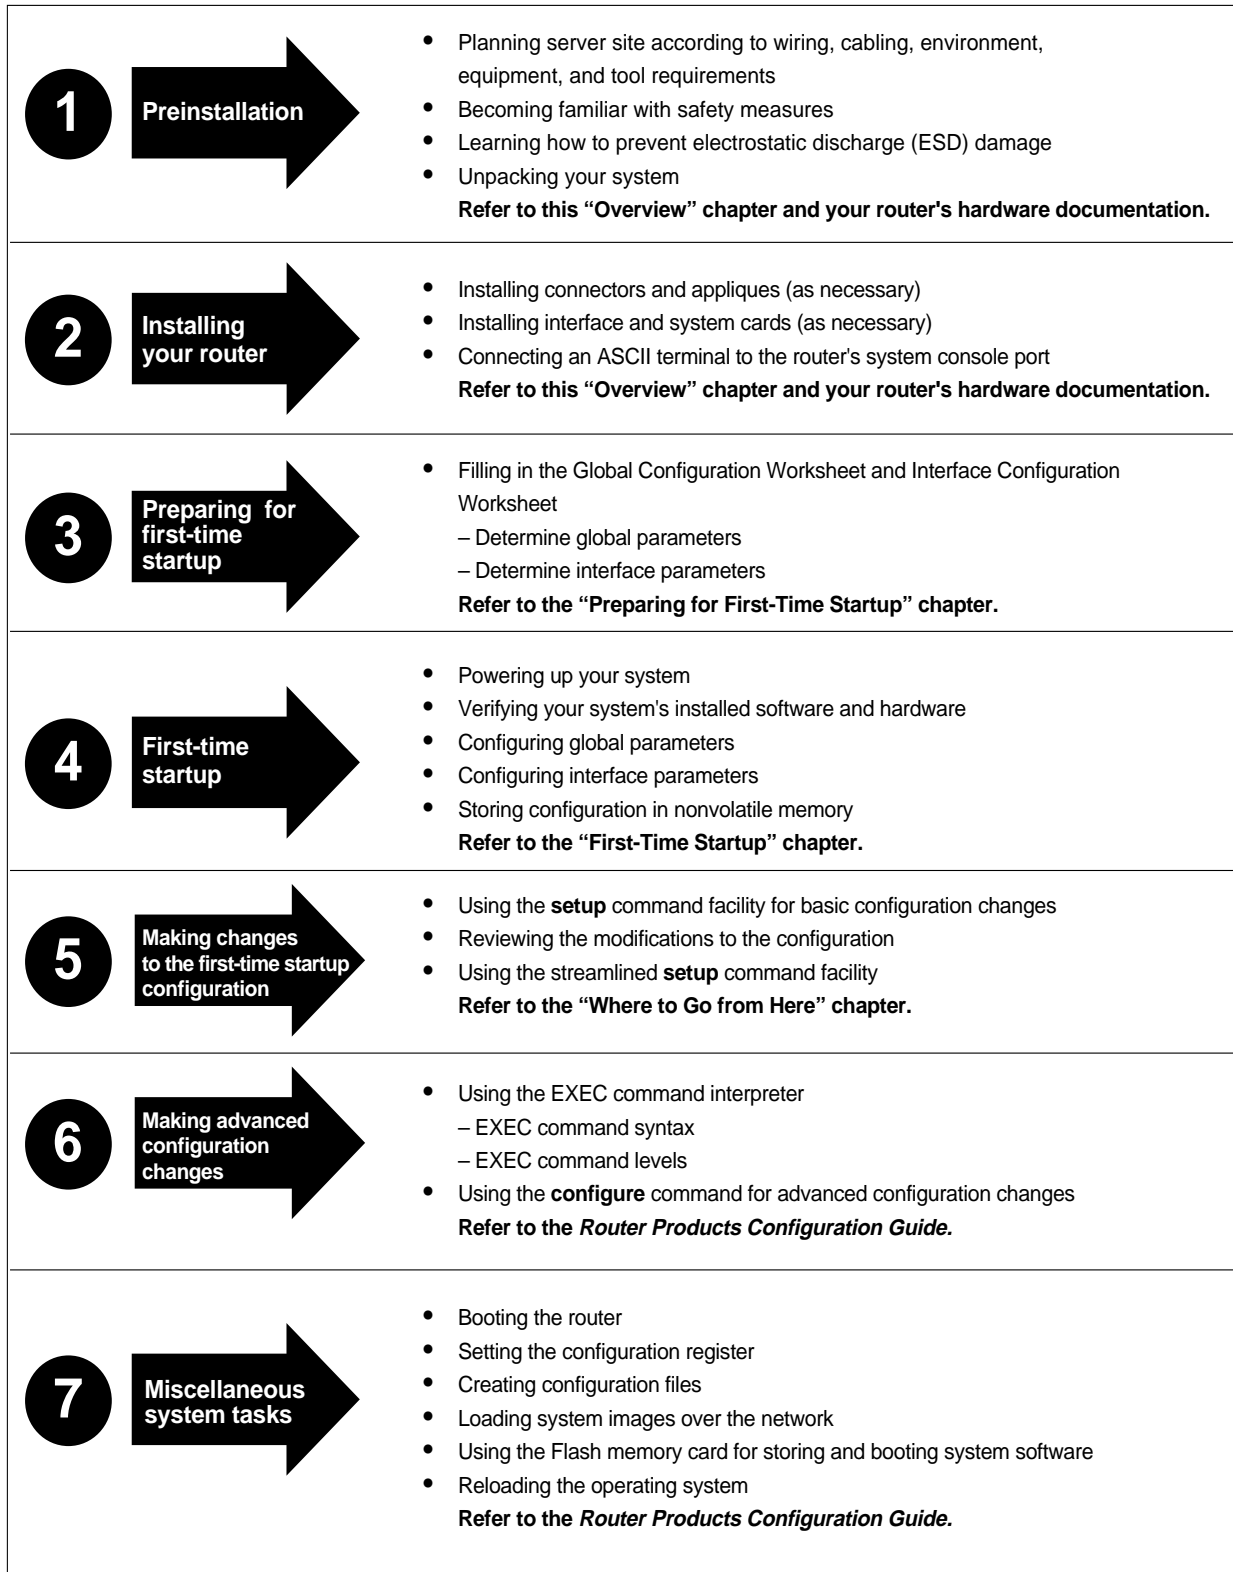 1
Preinstallation
• Planning server site according to wiring, cabling, environment,
equipment, and tool requirements
• Becoming familiar with safety measures
• Learning how to prevent electrostatic discharge (ESD) damage
• Unpacking your system
Refer to this “Overview” chapter and your router's hardware documentation.
2
Installing
your router
• Installing connectors and appliques (as necessary)
• Installing interface and system cards (as necessary)
• Connecting an ASCII terminal to the router's system console port
Refer to this “Overview” chapter and your router's hardware documentation.
3
Preparing for
first-time
startup
• Filling in the Global Configuration Worksheet and Interface Configuration
Worksheet
– Determine global parameters
– Determine interface parameters
Refer to the “Preparing for First-Time Startup” chapter.
4
First-time
startup
• Powering up your system
• Verifying your system's installed software and hardware
• Configuring global parameters
• Configuring interface parameters
• Storing configuration in nonvolatile memory
Refer to the “First-Time Startup” chapter.
5
Making changes
to the first-time startup
configuration
• Using the setup command facility for basic configuration changes
• Reviewing the modifications to the configuration
• Using the streamlined setup command facility
Refer to the “Where to Go from Here” chapter.
6
Making advanced
configuration
changes
• Using the EXEC command interpreter
– EXEC command syntax
– EXEC command levels
• Using the configure command for advanced configuration changes
Refer to the Router Products Configuration Guide.
7
Miscellaneous
system tasks
• Booting the router
• Setting the configuration register
• Creating configuration files
• Loading system images over the network
• Using the Flash memory card for storing and booting system software
• Reloading the operating system
Refer to the Router Products Configuration Guide.